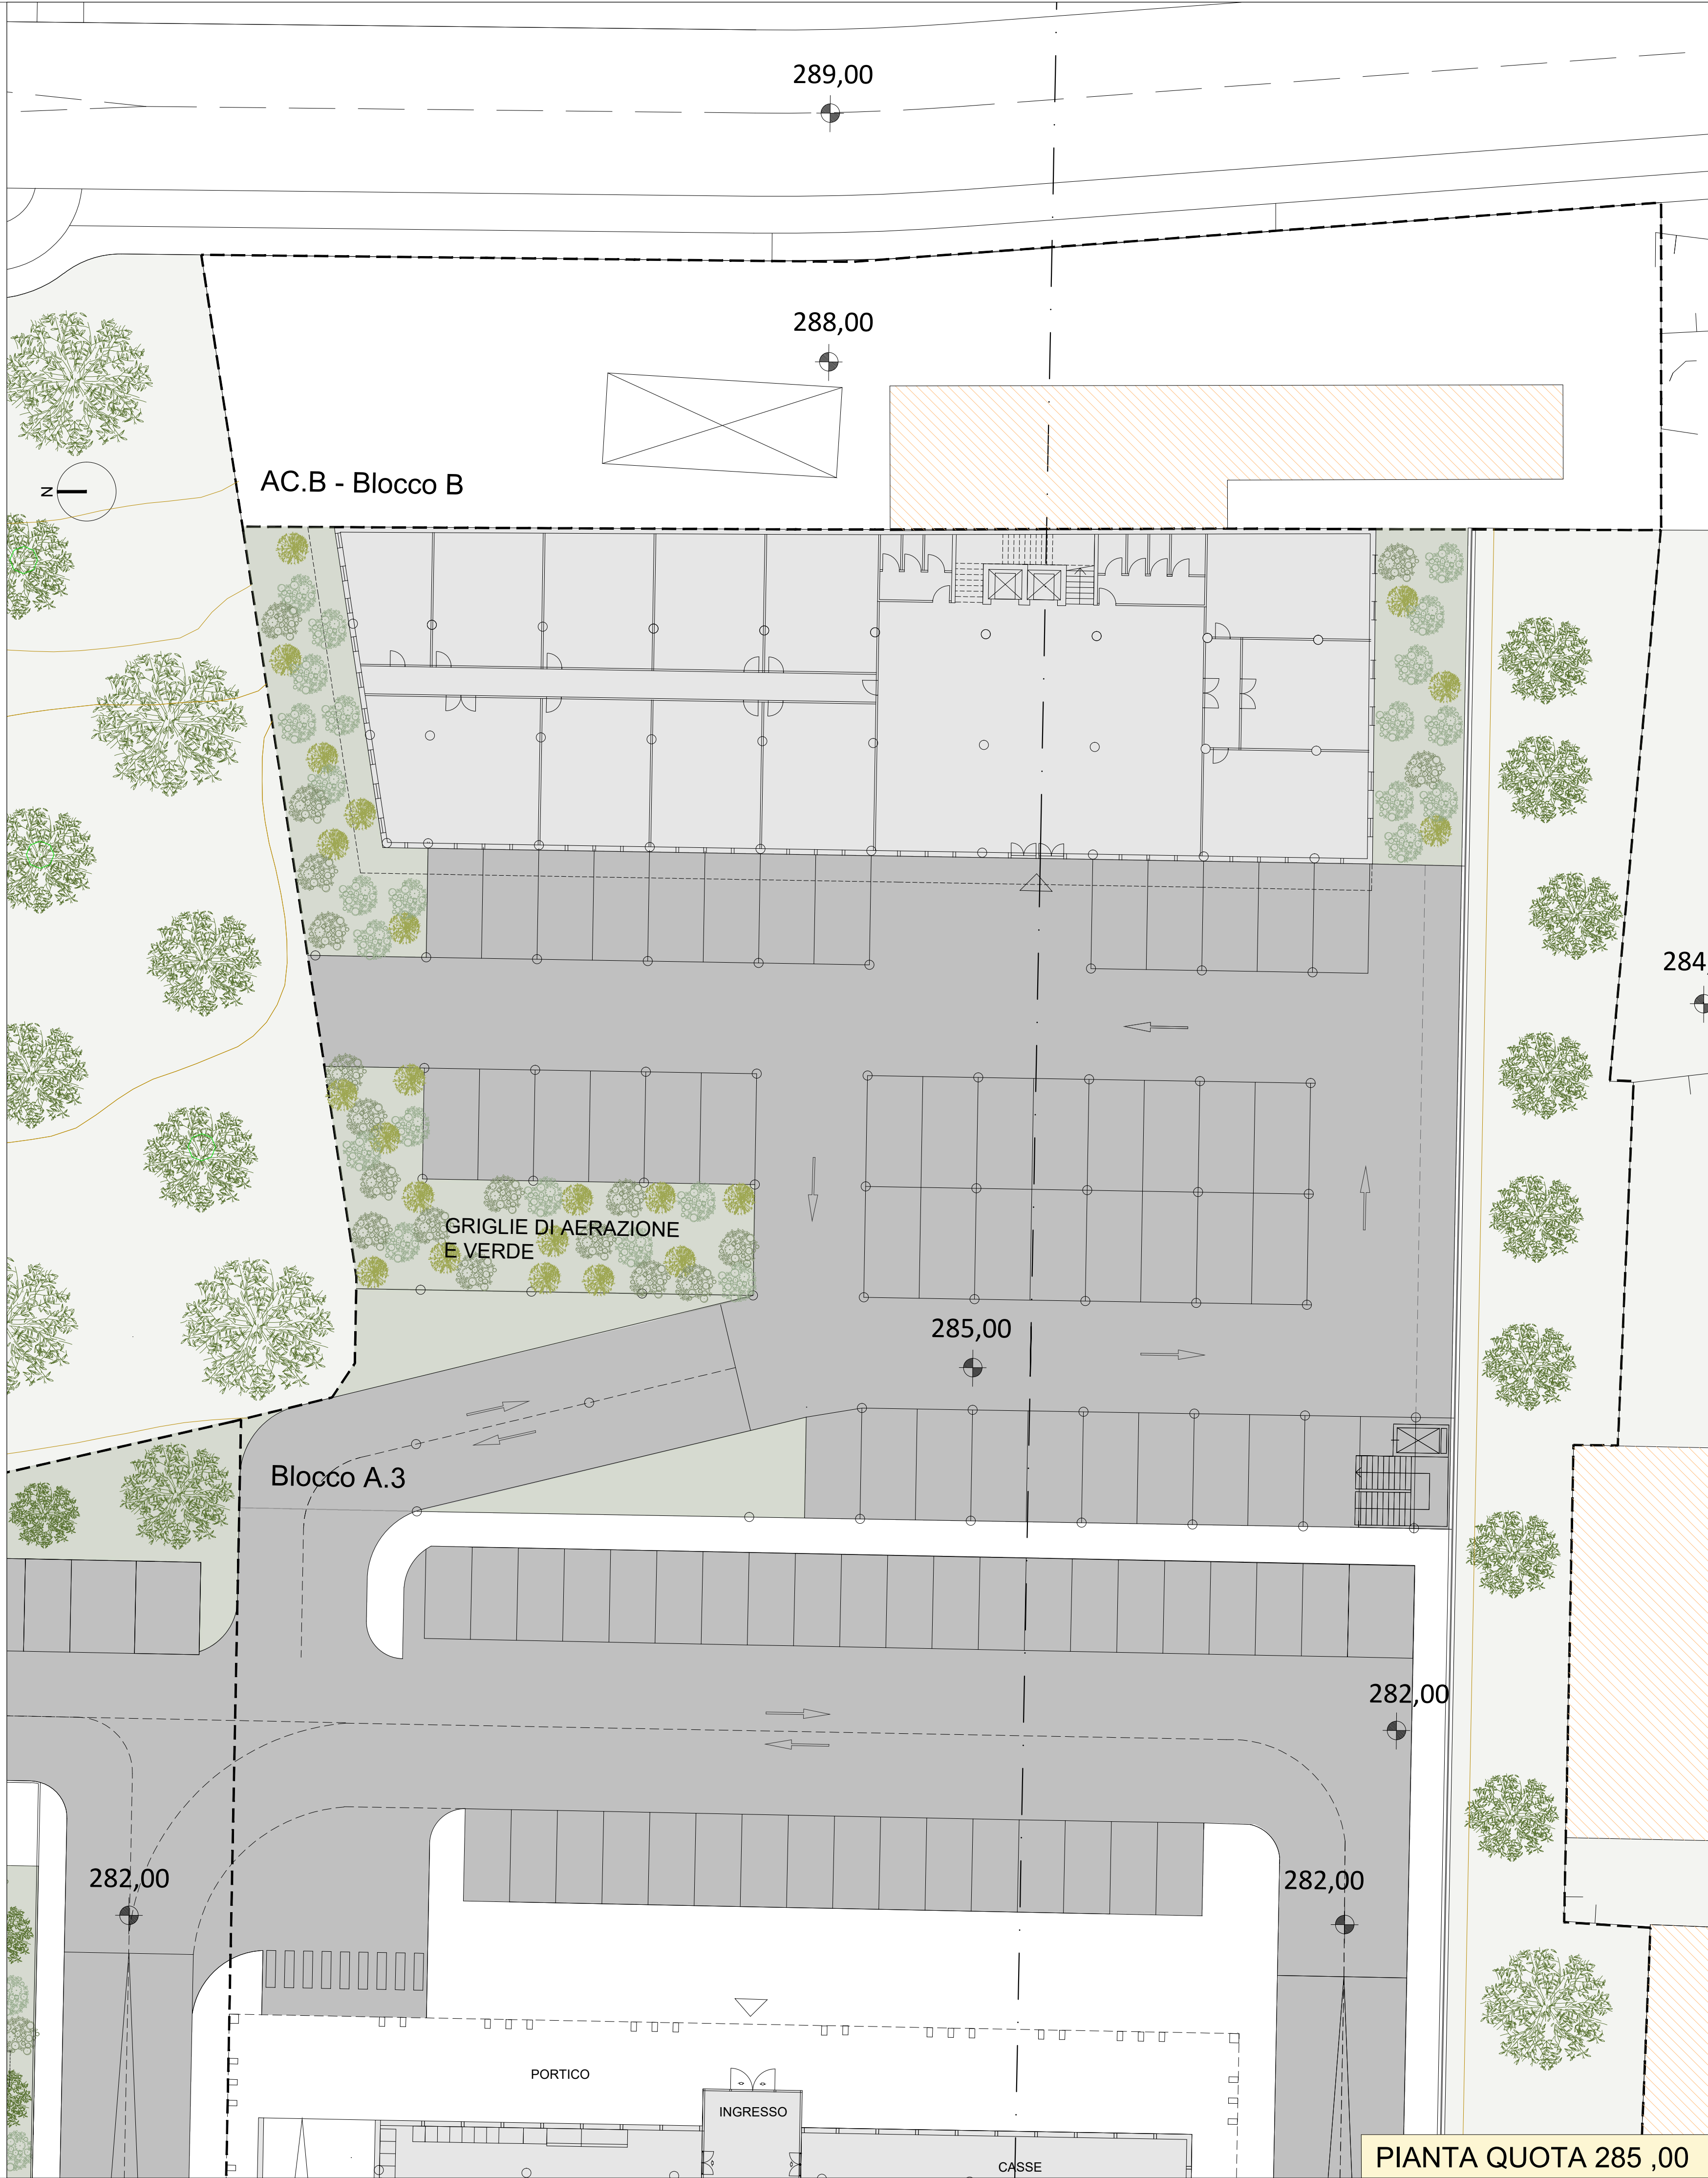 289,00
288,00
N
AC.B - Blocco B
284,
GRIGLIE DI AERAZIONE
E VERDE
285,00
Blocco A.3
282,00
282,00
282,00
PORTICO
INGRESSO
CASSE
PIANTA QUOTA 285 ,00